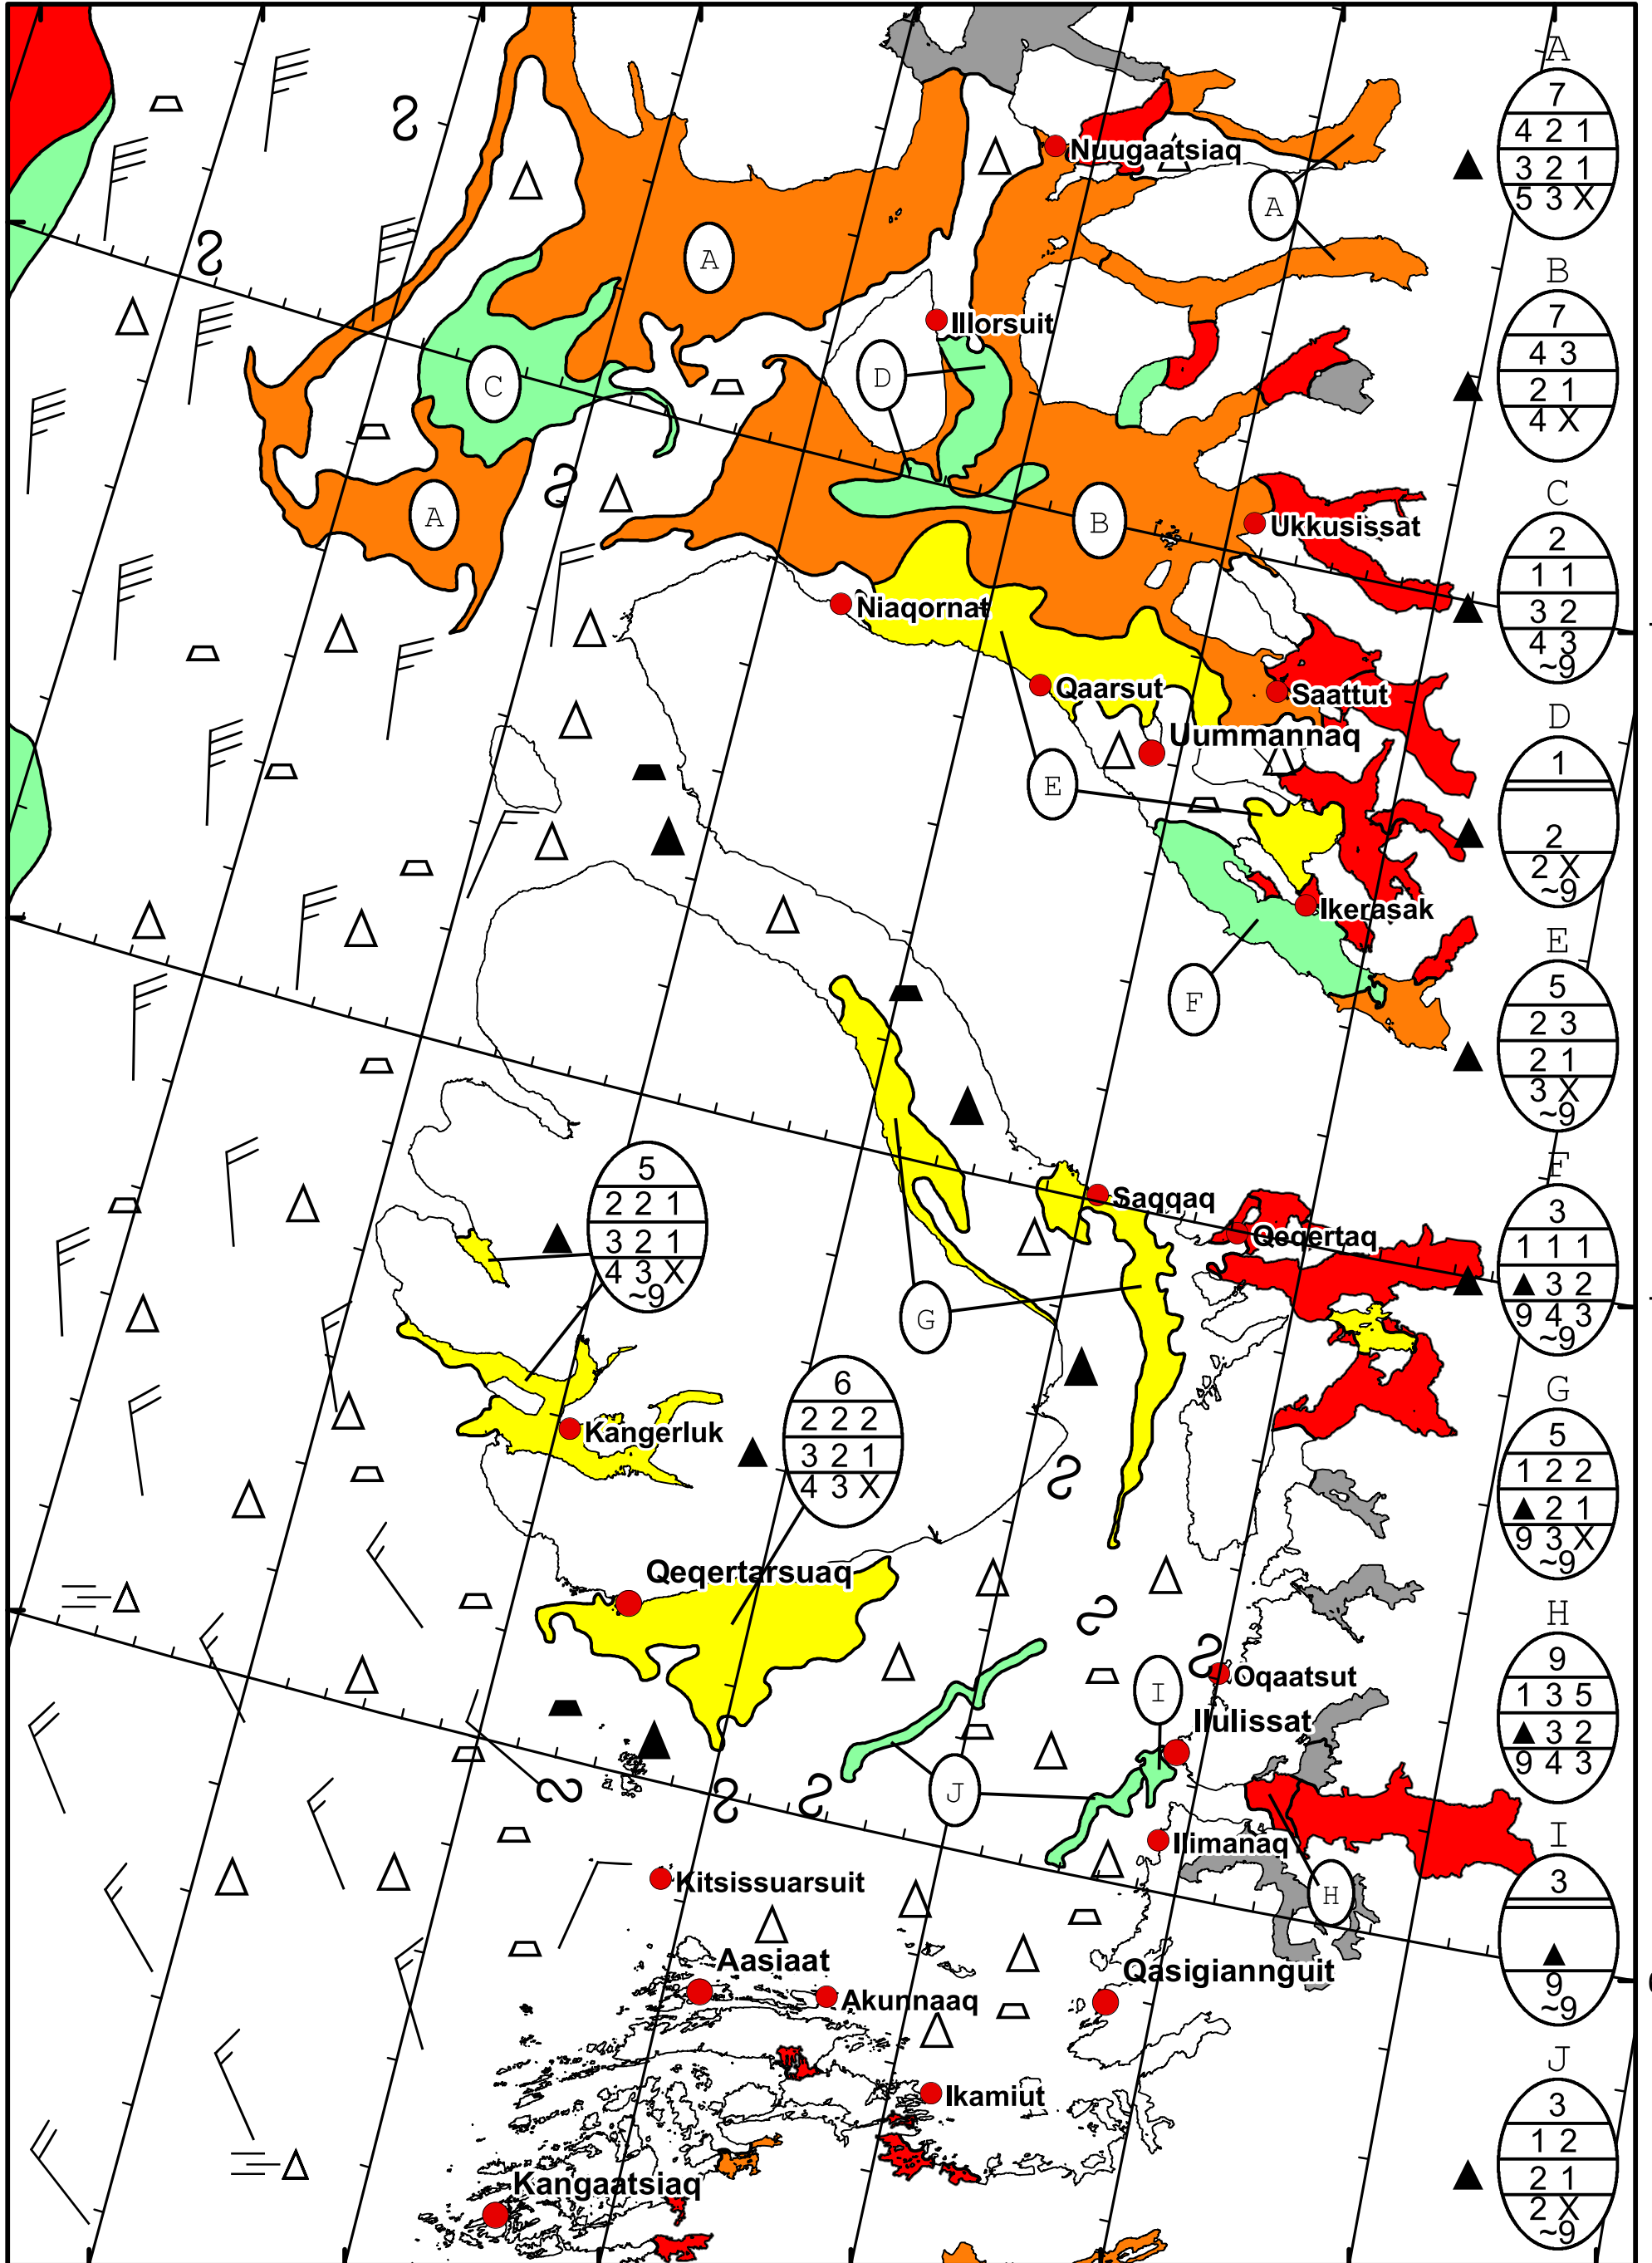 A
7
4 2 1
3 2 1
5 3 X
Nuugaatsiaq
A
A
B
7
4 3
2 1
4 X
Illorsuit
D
C
C
2
1 1
3 2
4 3
~9
A
B
Ukkusissat
Niaqornat
Qaarsut
Saattut
D
1
2
2 X
~9
Uummannaq
E
Ikerasak
F
E
5
2 3
2 1
3 X
~9
5
2 2 1
3 2 1
4 3 X
~9
Saqqaq
Qeqertaq
F
3
1 1 1
▲ 3 2
9 4 3
~9
G
6
2 2 2
3 2 1
4 3 X
Kangerluk
G
5
1 2 2
▲ 2 1
9 3 X
~9
Qeqertarsuaq
H
9
1 3 5
▲ 3 2
9 4 3
Oqaatsut
I
Ilulissat
J
Ilimanaq
I
3
▲
9
~9
H
Kitsissuarsuit
Aasiaat
Akunnaaq
Qasigiannguit
Ikamiut
J
3
1 2
2 1
2 X
~9
Kangaatsiaq